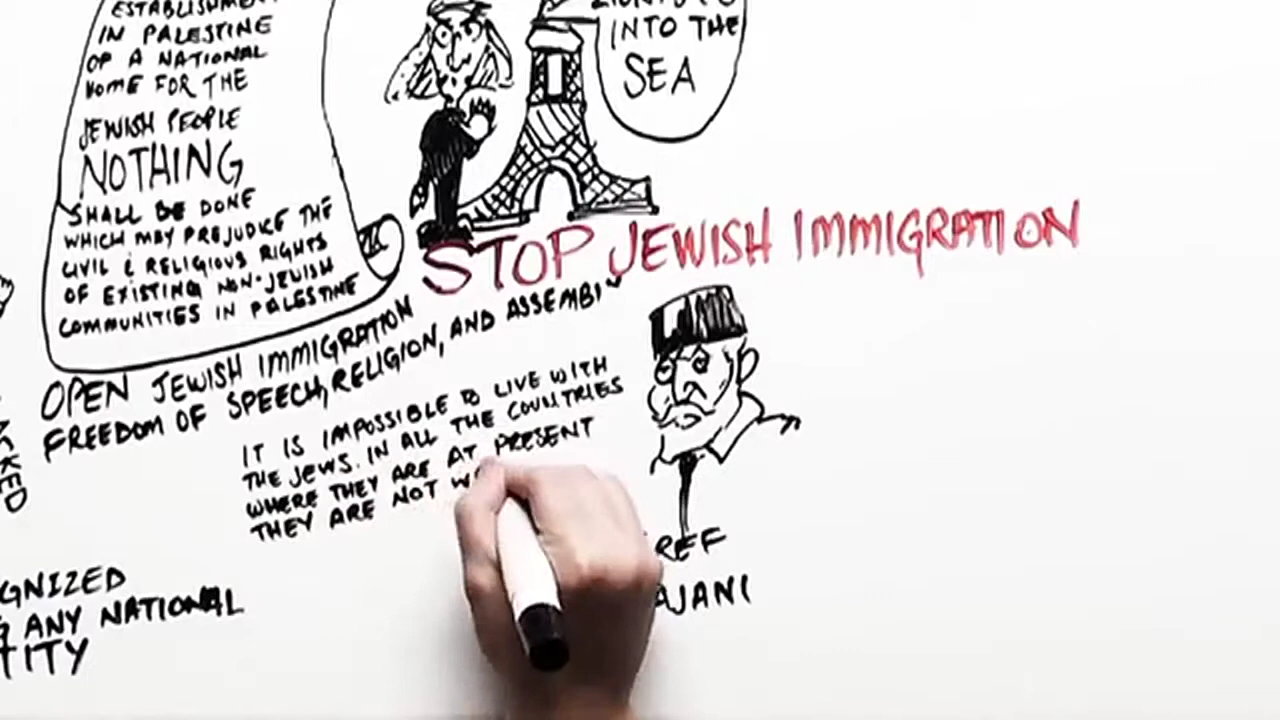 ESTABLISHMENT
IN PALESTINE
OF A NATIONAL
HOME FOR THE
JEWISH PEOPLE
NOTHING
SHALL BE DONE
WHICH MAY PREJUDICE THE
CIVIL & RELIGIOUS RIGHTS
OF EXISTING NON-JEWISH
COMMUNITIES IN PALESTINE
INTO THE
SEA
STOP JEWISH IMMIGRATION
OPEN JEWISH IMMIGRATION
FREEDOM OF SPEECH, RELIGION, AND
IT IS IMPOSSIBLE TO LIVE WITH
THE JEWS. IN ALL THE COUNTRIES
WHERE THEY ARE AT PRESENT
THEY ARE NOT W
REF
AJANI
GNIZED
ANY NATIONAL
TITY
ACKED